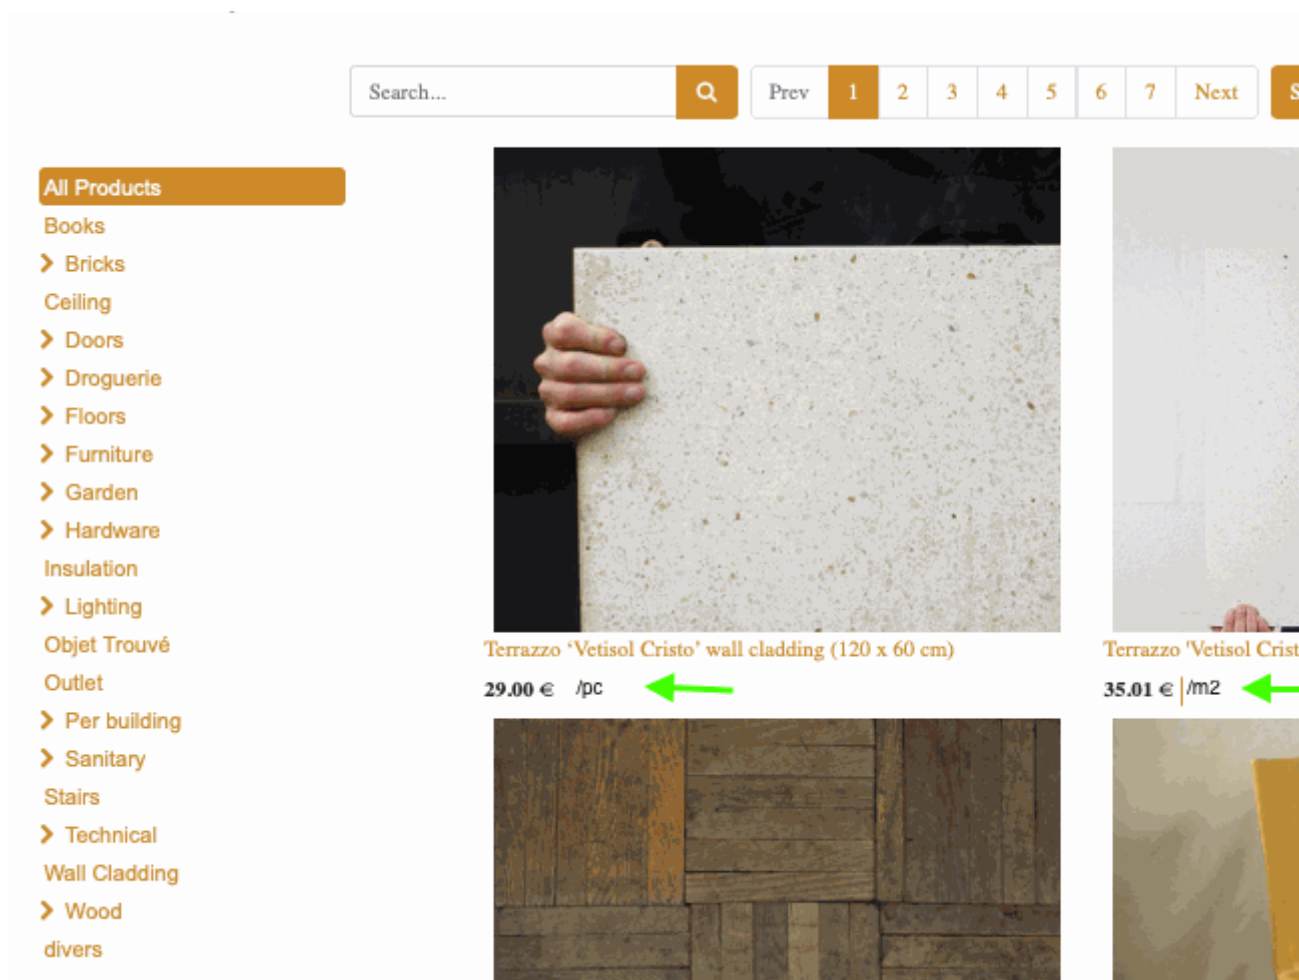 Search...
Prev 1 2 3 4 5 6 7 Next
All Products
Books
Bricks
Ceiling
Doors
Droguerie
Floors
Furniture
Garden
Hardware
Insulation
Lighting
Objet Trouvé
Outlet
Per building
Sanitary
Stairs
Technical
Wall Cladding
Wood
divers
Terrazzo ‘Vetisol Cristo’ wall cladding (120 x 60 cm)
29.00 € /pc
Terrazzo 'Vetisol Crist
35.01 € /m2